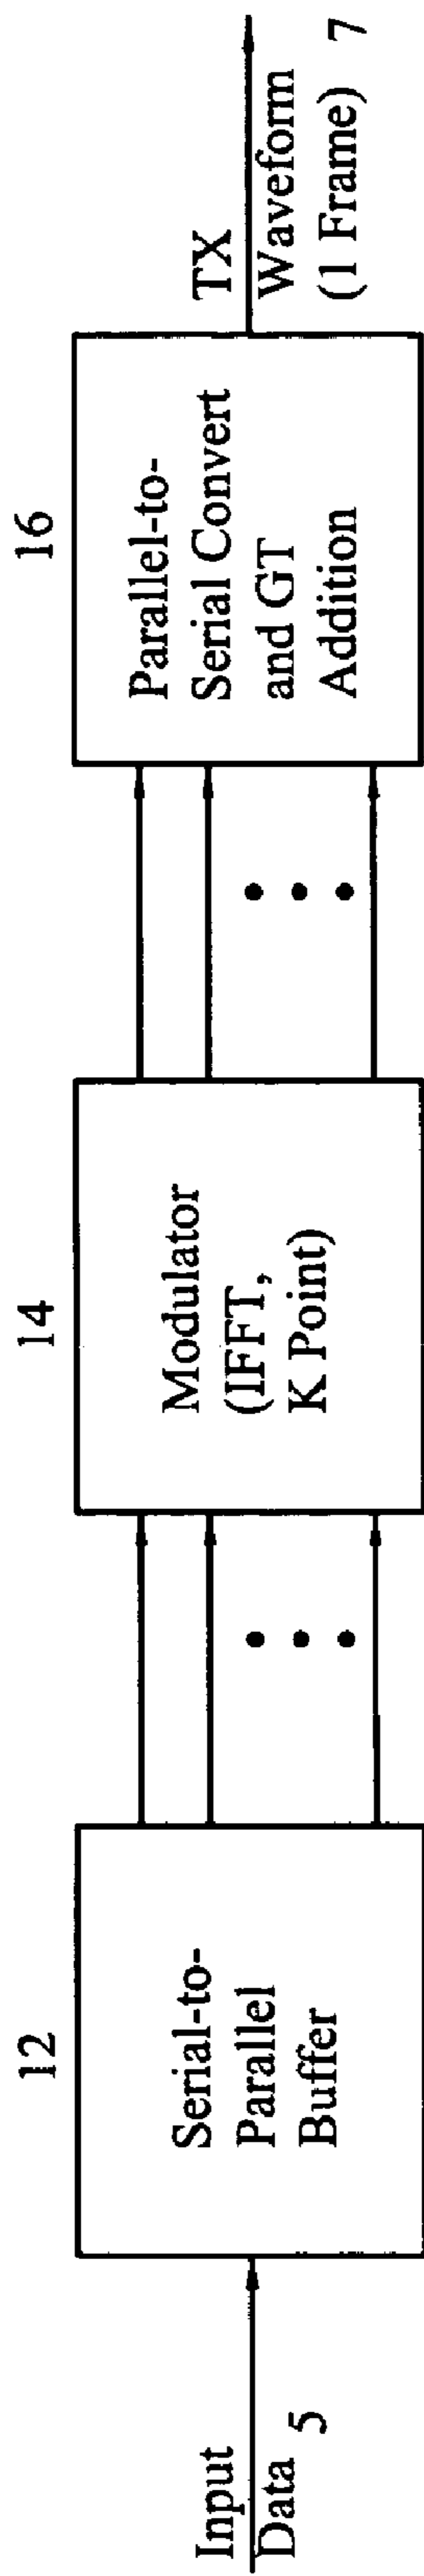 Input
Data 5
12
Serial-to-
Parallel
Buffer
14
Modulator
(IFFT,
K Point)
16
Parallel-to-
Serial Convert
and GT
Addition
TX
Waveform
(1 Frame) 7